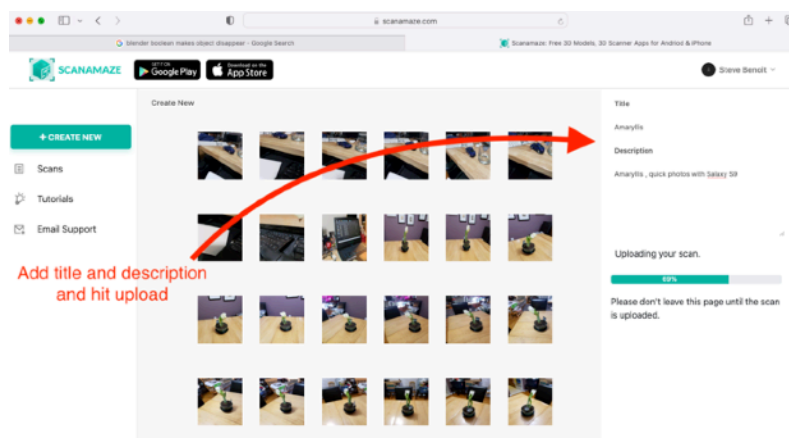 scanamaze.com
blender boolean makes object disappear - Google Search
Scanamaze: Free 3D Models, 3D Scanner Apps for Andriod & iPhone
SCANAMAZE
GET IT ON
Google Play
Download on the
App Store
Steve Benoit
Create New
Title
+ CREATE NEW
Amaryllis
Description
Scans
Amaryllis , quick photos with Galaxy S9
Tutorials
Email Support
Uploading your scan.
Add title and description
and hit upload
69%
Please don't leave this page until the scan
is uploaded.